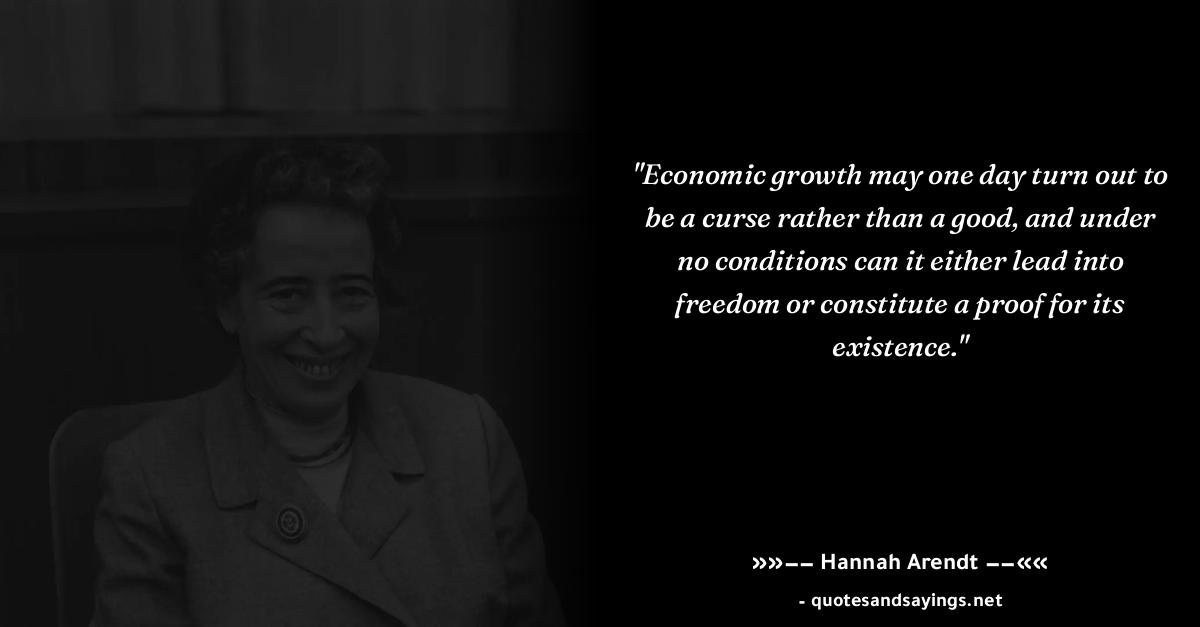 "Economic growth may one day turn out to
be a curse rather than a good, and under
no conditions can it either lead into
freedom or constitute a proof for its
existence."
»»−− Hannah Arendt −−««
- quotesandsayings.net